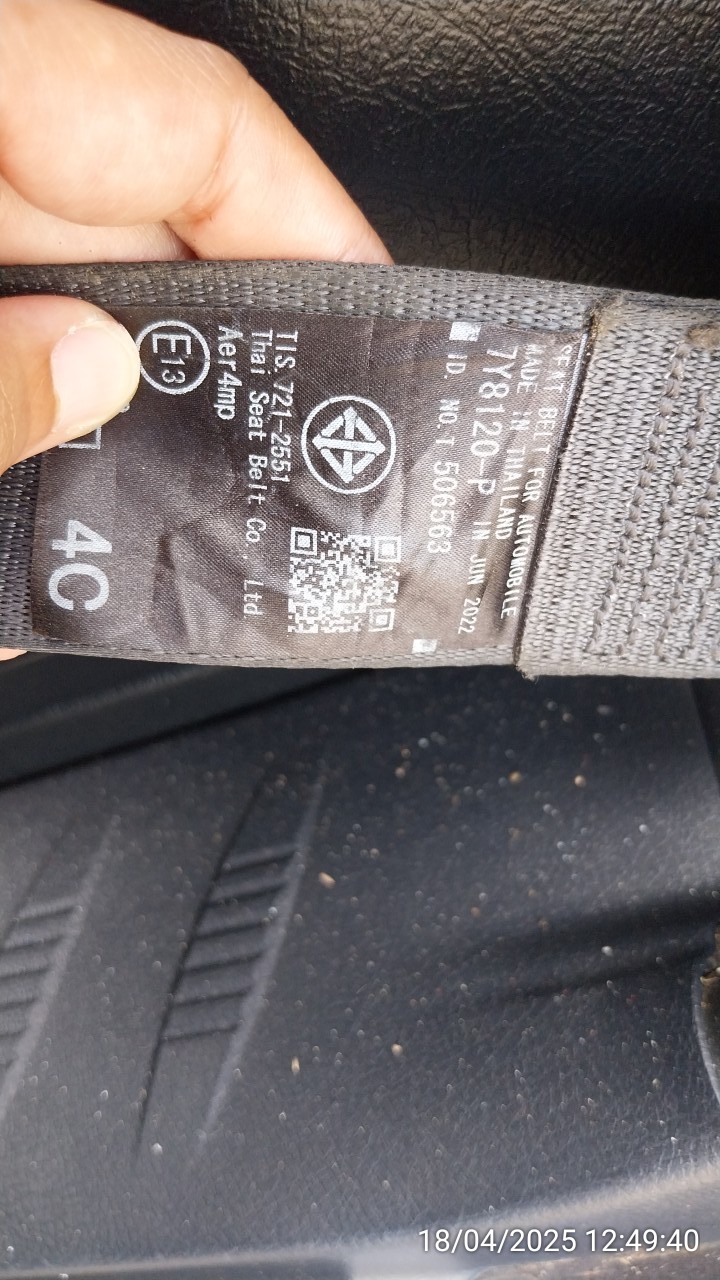 SEAT BELT FOR AUTOMOBILE
MADE IN THAILAND
7Y8120-P IN JUN 2022
ID. NO.1 506563
TIS.721-2551
Thai Seat Belt Co., Ltd
Aer4mp
E13
4C
18/04/2025 12:49:40